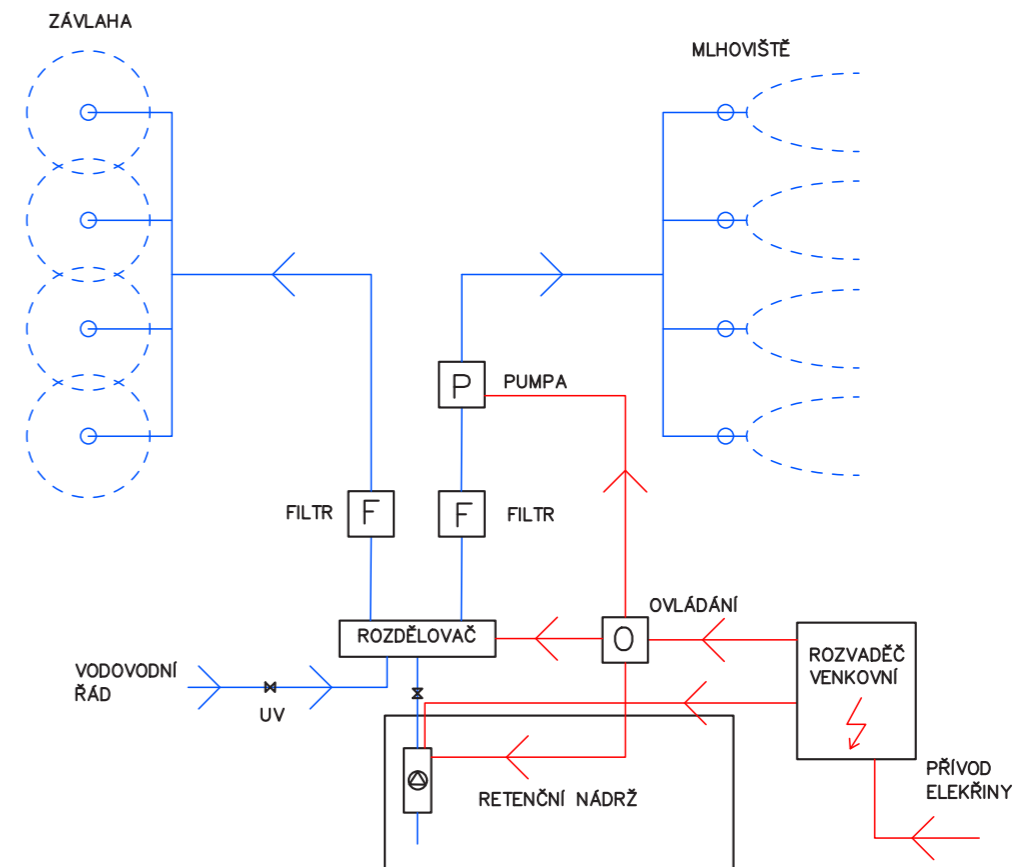 ZÁVLAHA
MLHOVIŠTĚ
P
PUMPA
FILTR
F
F
FILTR
OVLÁDÁNÍ
ROZDĚLOVAČ
O
ROZVADĚČ
VENKOVNÍ
VODOVODNÍ
ŘÁD
UV
RETENČNÍ NÁDRŽ
PŘÍVOD
ELEKŘINY